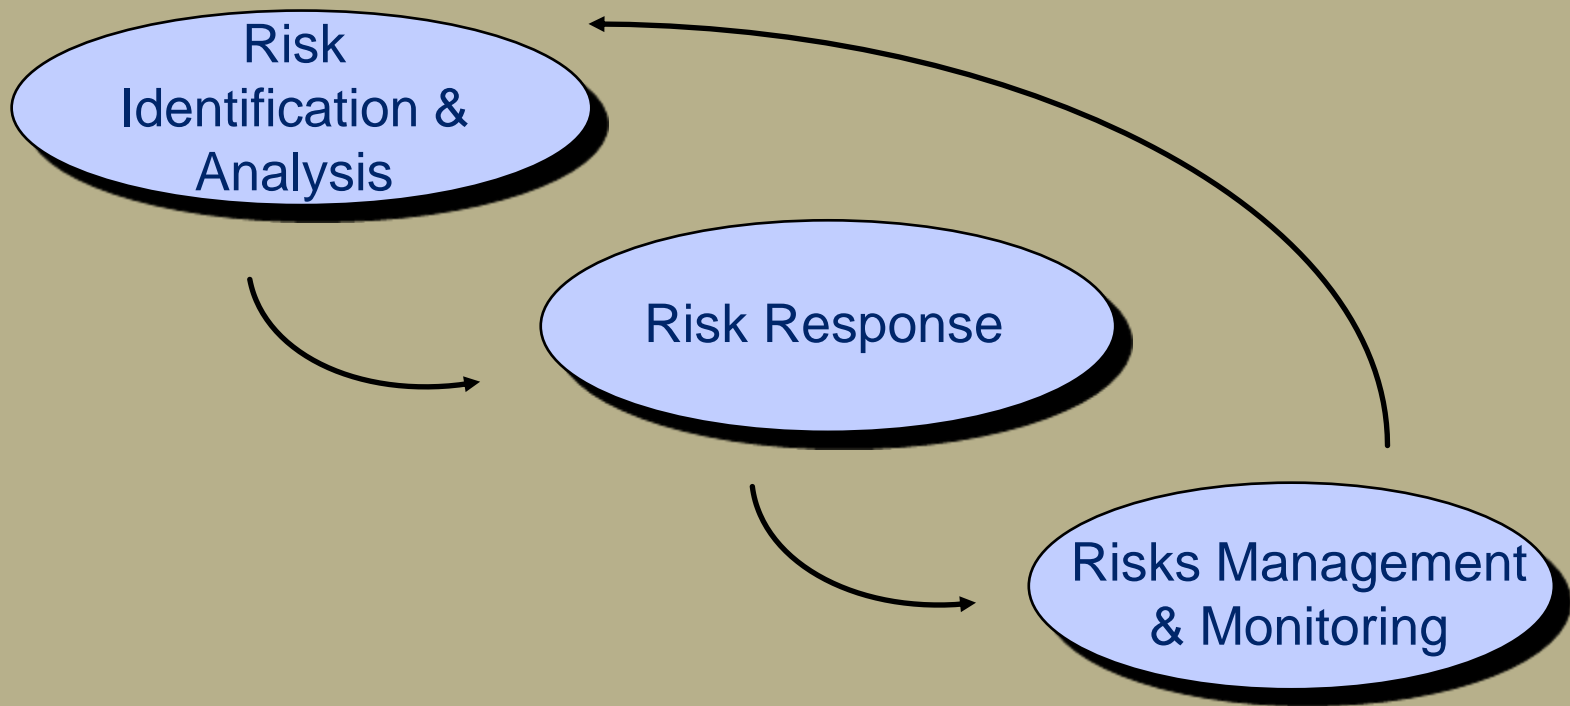 Risk
Identification &
Analysis
Risk Response
Risks Management
& Monitoring